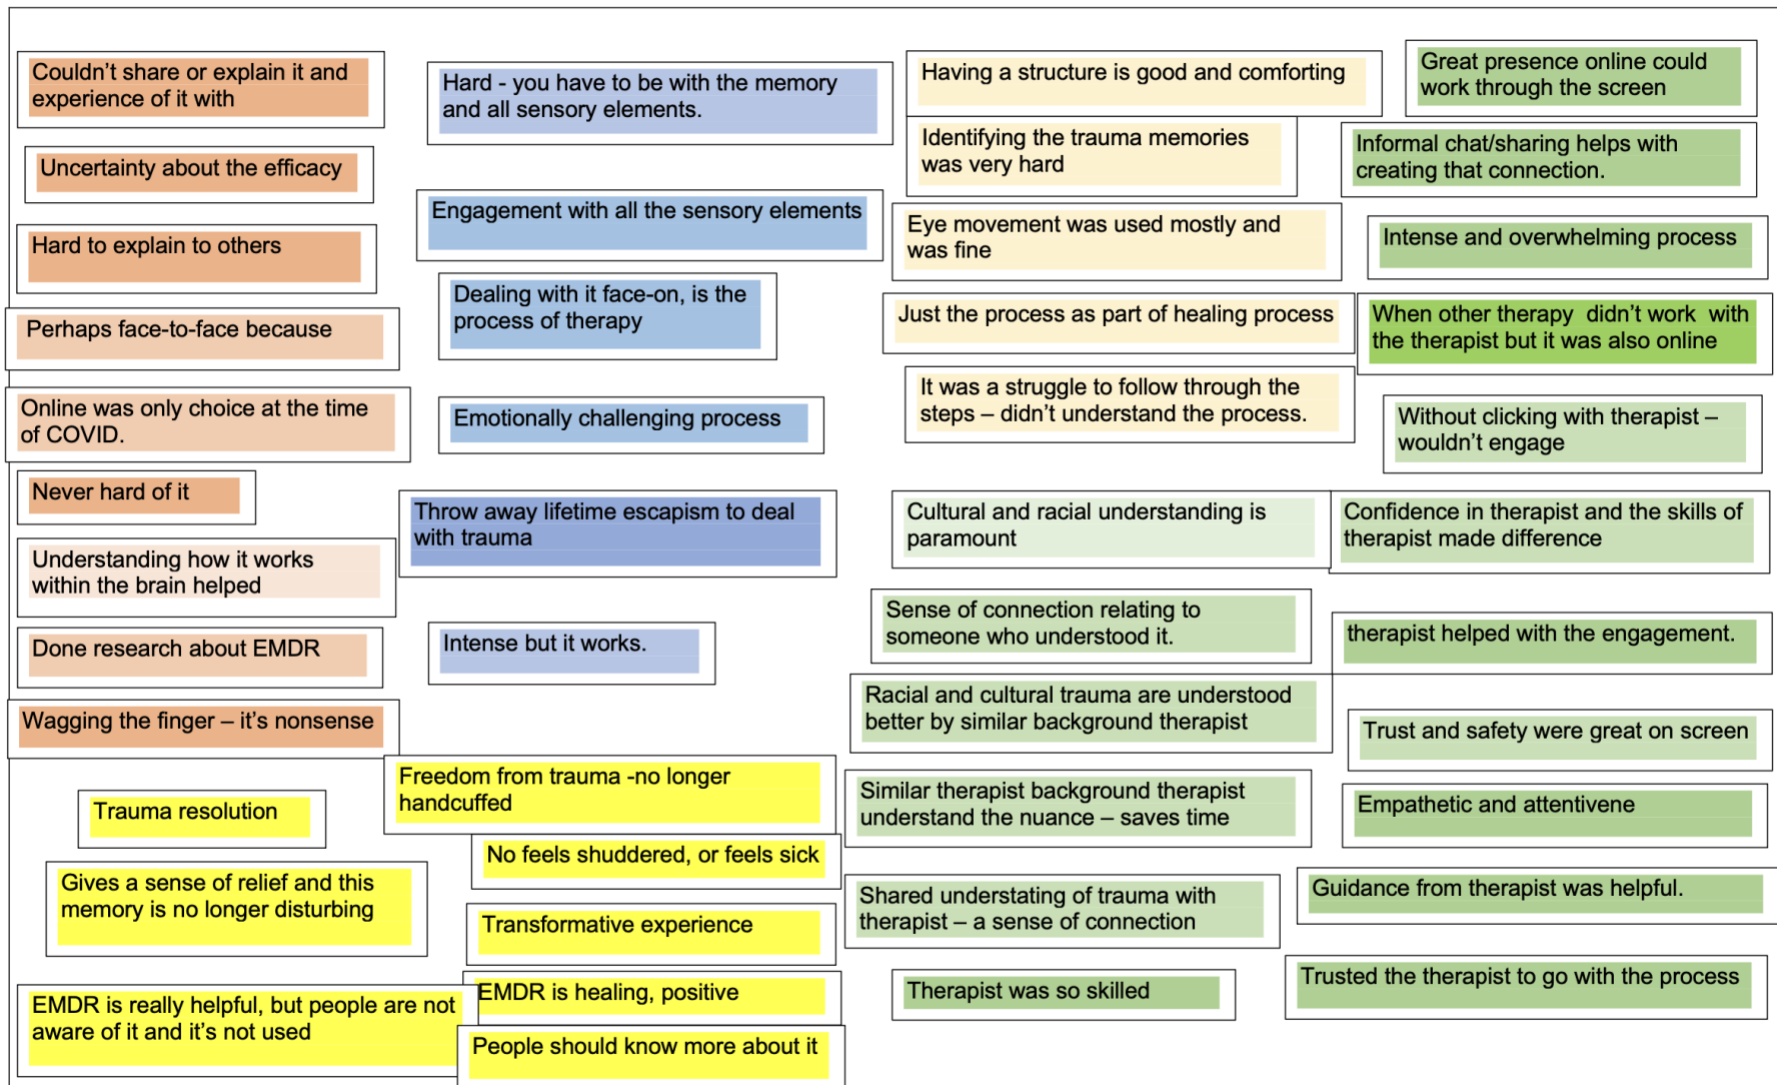 Couldn't share or explain it and
experience of it with
Uncertainty about the efficacy
Hard to explain to others
Perhaps face-to-face because
Online was only choice at the time
of COVID.
Never hard of it
Understanding how it works
within the brain helped
Done research about EMDR
Wagging the finger – it's nonsense
Hard - you have to be with the memory
and all sensory elements.
Engagement with all the sensory elements
Dealing with it face-on, is the
process of therapy
Emotionally challenging process
Throw away lifetime escapism to deal
with trauma
Intense but it works.
Trauma resolution
Gives a sense of relief and this
memory is no longer disturbing
EMDR is really helpful, but people are not
aware of it and it's not used
Freedom from trauma -no longer
handcuffed
No feels shuddered, or feels sick
Transformative experience
EMDR is healing, positive
People should know more about it
Having a structure is good and comforting
Identifying the trauma memories
was very hard
Eye movement was used mostly and
was fine
Just the process as part of healing process
It was a struggle to follow through the
steps – didn't understand the process.
Cultural and racial understanding is
paramount
Sense of connection relating to
someone who understood it.
Racial and cultural trauma are understood
better by similar background therapist
Similar therapist background therapist
understand the nuance – saves time
Shared understating of trauma with
therapist – a sense of connection
Therapist was so skilled
Great presence online could
work through the screen
Informal chat/sharing helps with
creating that connection.
Intense and overwhelming process
When other therapy didn't work with
the therapist but it was also online
Without clicking with therapist –
wouldn't engage
Confidence in therapist and the skills of
therapist made difference
therapist helped with the engagement.
Trust and safety were great on screen
Empathetic and attentivene
Guidance from therapist was helpful.
Trusted the therapist to go with the process